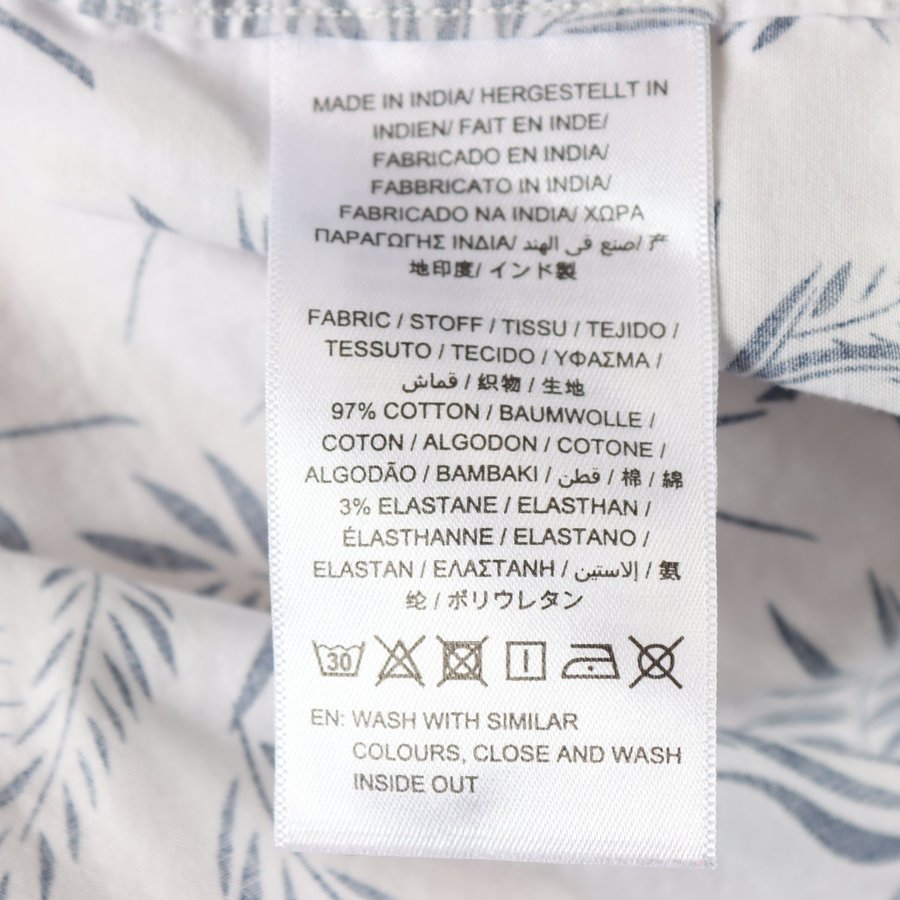 MADE IN INDIA/ HERGESTELLT IN
INDIEN/ FAIT EN INDE/
FABRICADO EN INDIA/
FABBRICATO IN INDIA/
FABRICADO NA INDIA/ ΧΩΡΑ
ΠΑΡΑΓΩΓΗΣ ΙΝΔΙΑ/ صنع في الهند/ 产
地印度/ インド製
FABRIC / STOFF / TISSU / TEJIDO /
TESSUTO / TECIDO / ΥΦΑΣΜΑ /
قماش / 织物 / 生地
97% COTTON / BAUMWOLLE /
COTON / ALGODON / COTONE /
ALGODÃO / ΒΑΜΒΑΚΙ / قطن / 棉 / 綿
3% ELASTANE / ELASTHAN /
ÉLASTHANNE / ELASTANO /
ELASTAN / ΕΛΑΣΤΑΝΗ / إلاستين / 氨
纶 / ポリウレタン
30
EN: WASH WITH SIMILAR
COLOURS, CLOSE AND WASH
INSIDE OUT